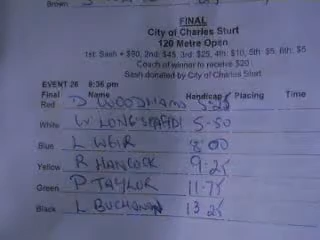 Brown
FINAL
City of Charles Sturt
120 Metre Open
1st: Sash + $90, 2nd: $45, 3rd: $25, 4th: $10, 5th $5, 6th: $5
Coach of winner to receive $20
Sash donated by City of Charles Sturt
EVENT 26 8:36 pm
Final Name Handicap Placing Time
Red D WOODHAMS 5.25
White W 5.50
Blue L WEIR 8.00
Yellow R HANCOCK 9.25
Green P TAYLOR 11.75
Black L BUCHANAN 13.25